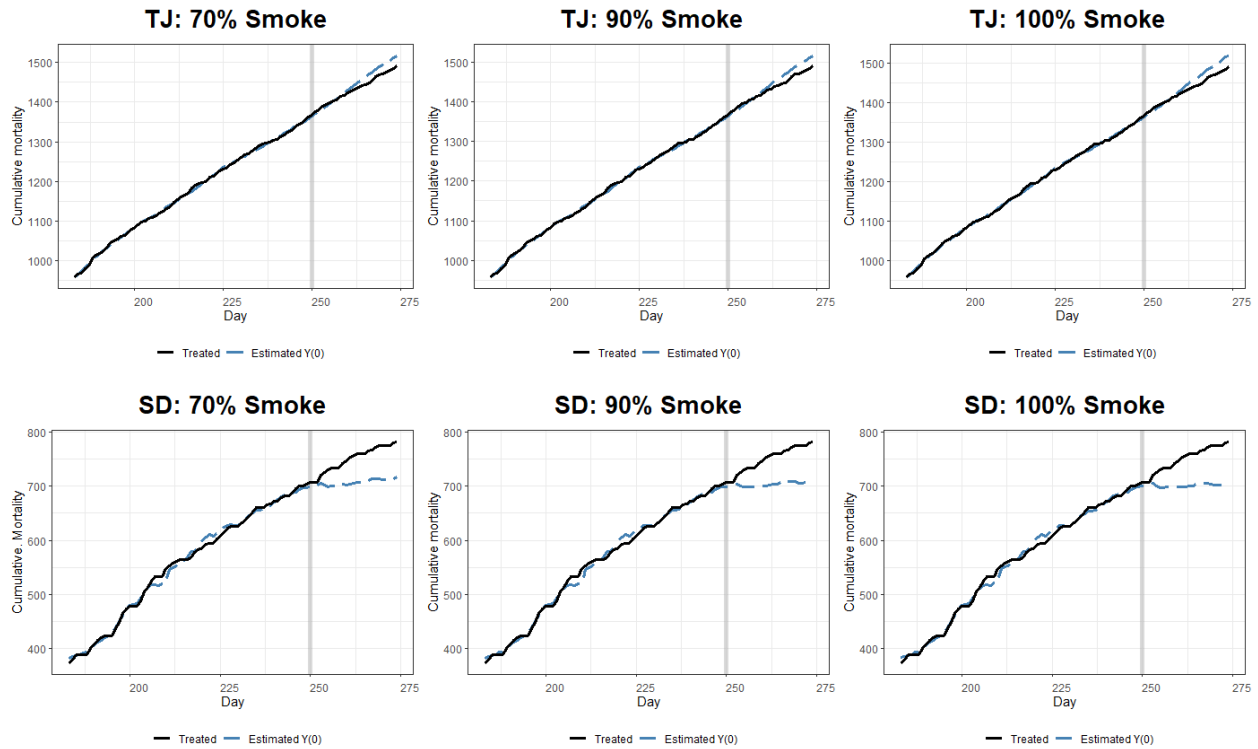 TJ: 70% Smoke
TJ: 90% Smoke
TJ: 100% Smoke
Cumulative mortality
1500
1400
1300
1200
1100
1000
200
225
250
275
Day
Treated
Estimated Y(0)
Cumulative mortality
1500
1400
1300
1200
1100
1000
200
225
250
275
Day
Treated
Estimated Y(0)
Cumulative mortality
1500
1400
1300
1200
1100
1000
200
225
250
275
Day
Treated
Estimated Y(0)
SD: 70% Smoke
SD: 90% Smoke
SD: 100% Smoke
Cumulative. Mortality
800
700
600
500
400
200
225
250
275
Day
Treated
Estimated Y(0)
Cumulative mortality
800
700
600
500
400
200
225
250
275
Day
Treated
Estimated Y(0)
Cumulative mortality
800
700
600
500
400
200
225
250
275
Day
Treated
Estimated Y(0)